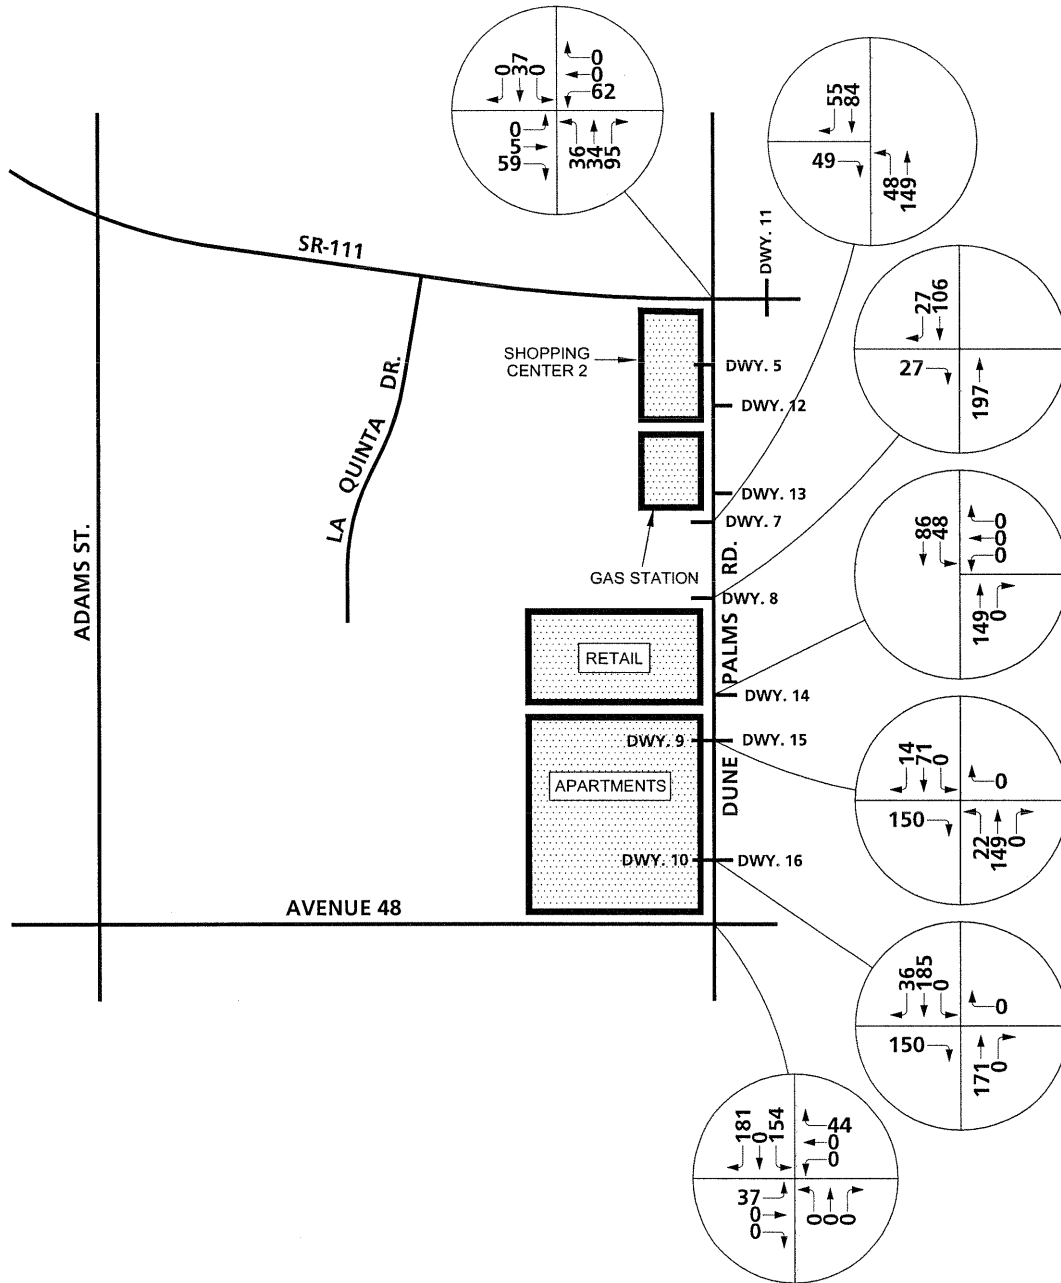 0
37
0
0
0
62
0
5
59
36
34
95
55
84
49
48
149
SR-111
DWY. 11
27
106
27
197
SHOPPING
CENTER 2
DWY. 5
DWY. 12
LA QUINTA DR.
DWY. 13
DWY. 7
86
48
0
0
0
149
0
ADAMS ST.
GAS STATION
DWY. 8
DUNE PALMS RD.
RETAIL
DWY. 14
14
71
0
0
150
22
149
0
DWY. 9
DWY. 15
APARTMENTS
DWY. 10
DWY. 16
AVENUE 48
36
185
0
0
150
171
0
181
0
154
44
0
0
37
0
0
0
0
0